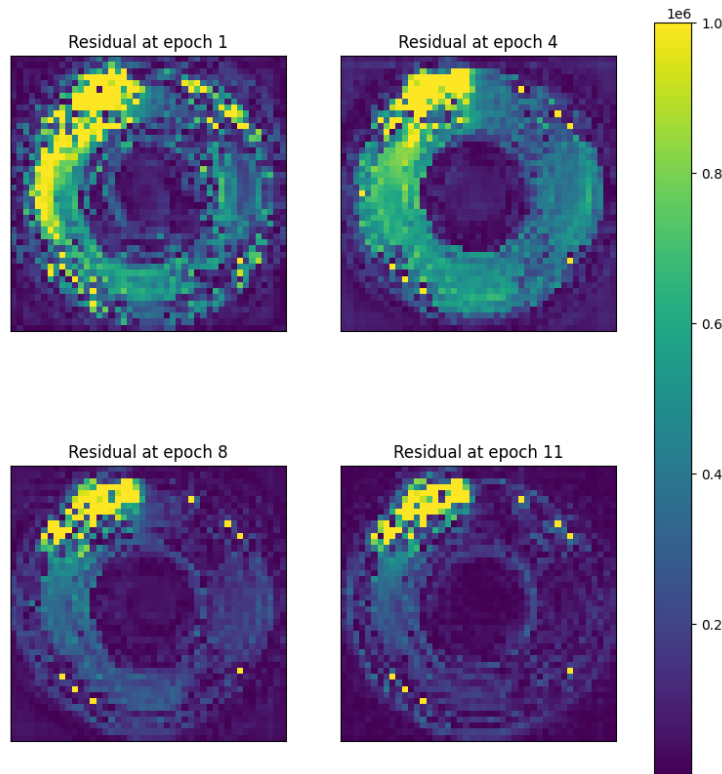 1e6
1.0
Residual at epoch 1
Residual at epoch 4
0.8
0.6
0.4
Residual at epoch 8
Residual at epoch 11
0.2